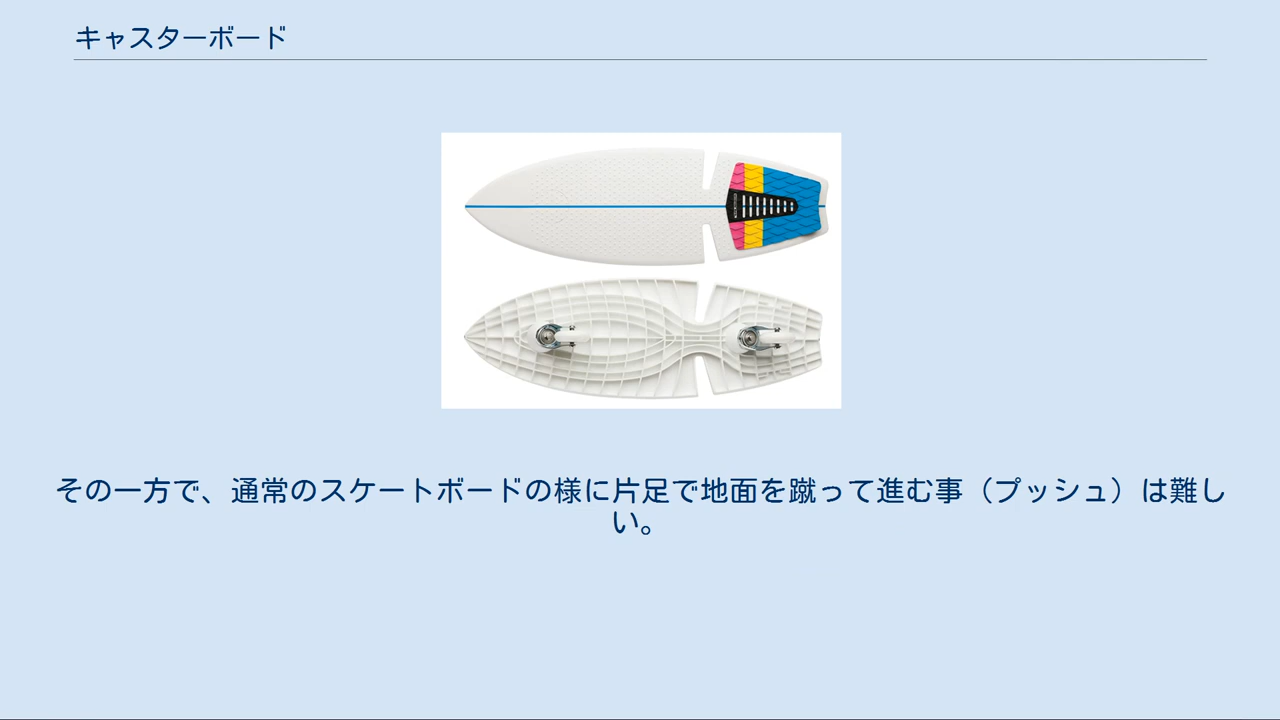 キャスターボード
その一方で、通常のスケートボードの様に片足で地面を蹴って進む事（プッシュ）は難し
い。